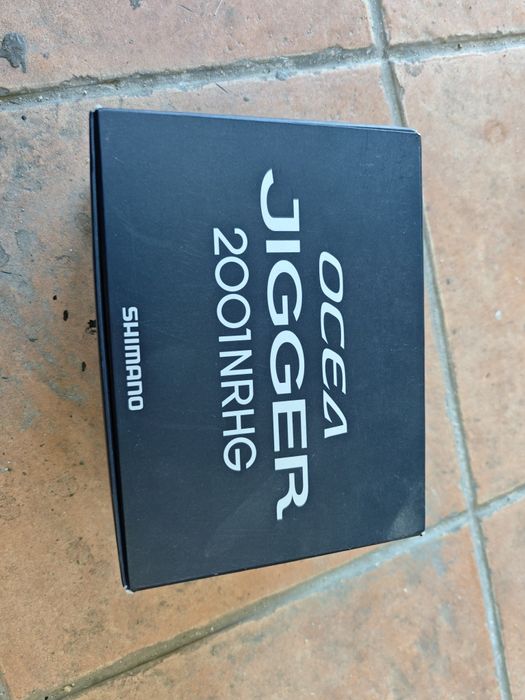 OCEA
JIGGER
2001NRHG
SHIMANO